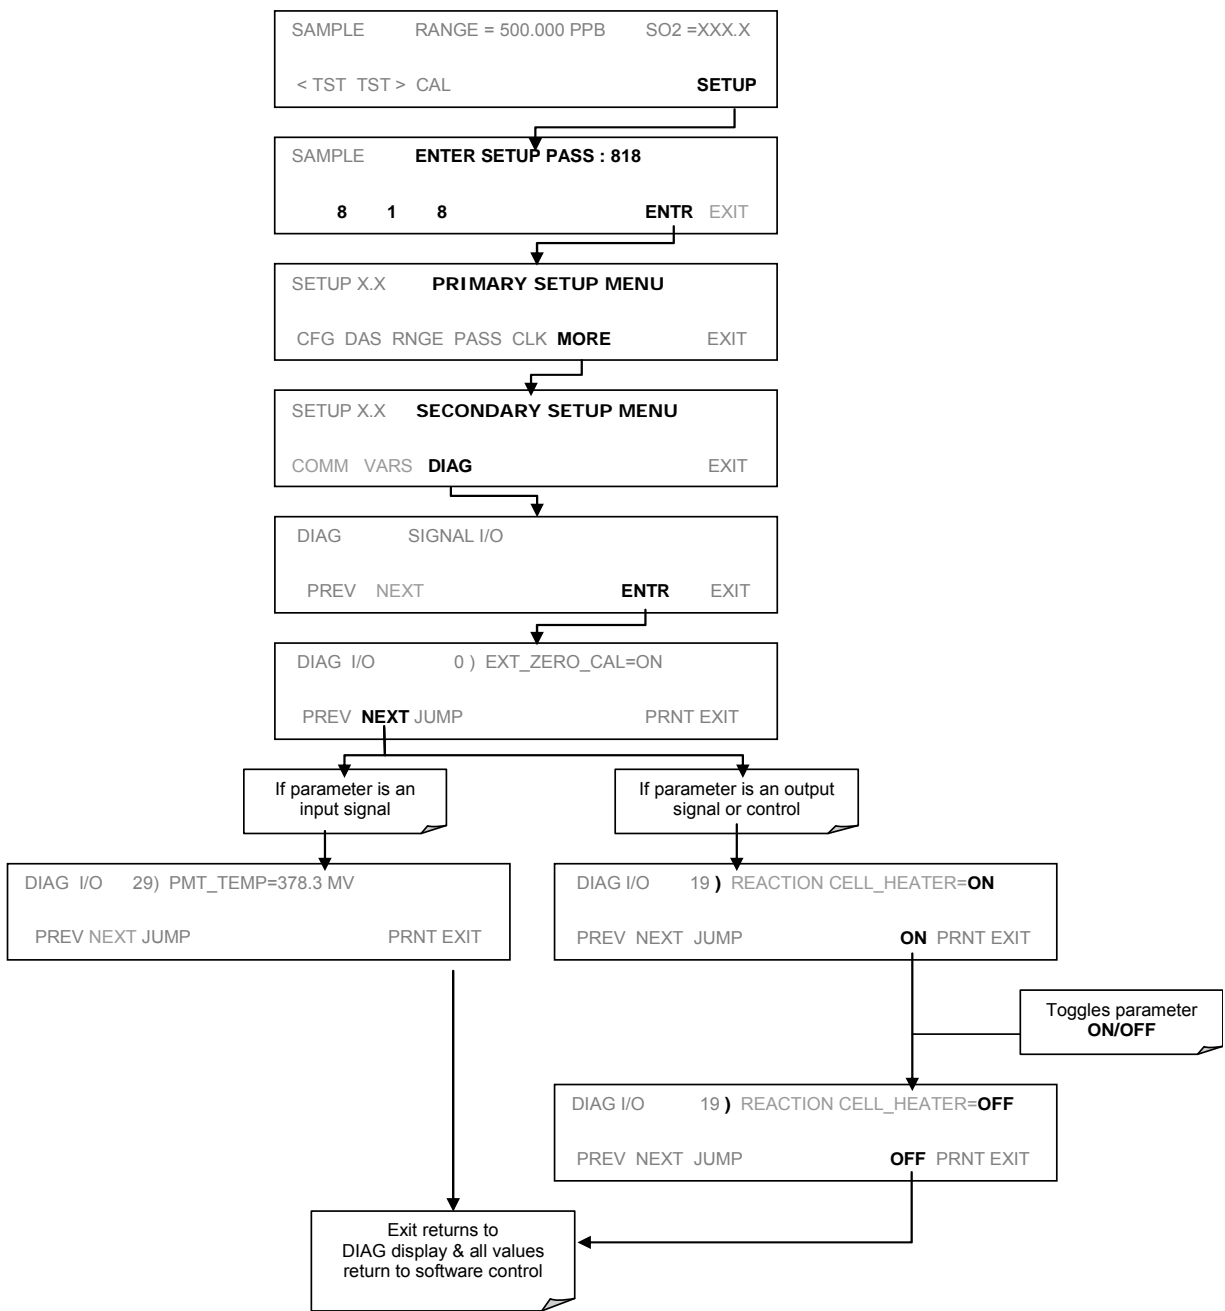 SAMPLE RANGE = 500.000 PPB SO2 =XXX.X
< TST TST > CAL SETUP
SAMPLE ENTER SETUP PASS : 818
8 1 8 ENTR EXIT
SETUP X.X PRIMARY SETUP MENU
CFG DAS RNGE PASS CLK MORE EXIT
SETUP X.X SECONDARY SETUP MENU
COMM VARS DIAG EXIT
DIAG SIGNAL I/O
PREV NEXT ENTR EXIT
DIAG I/O 0 ) EXT_ZERO_CAL=ON
PREV NEXT JUMP PRNT EXIT
If parameter is an
input signal
If parameter is an output
signal or control
DIAG I/O 29) PMT_TEMP=378.3 MV
PREV NEXT JUMP PRNT EXIT
DIAG I/O 19 ) REACTION CELL_HEATER=ON
PREV NEXT JUMP ON PRNT EXIT
Toggles parameter
ON/OFF
DIAG I/O 19 ) REACTION CELL_HEATER=OFF
PREV NEXT JUMP OFF PRNT EXIT
Exit returns to
DIAG display & all values
return to software control